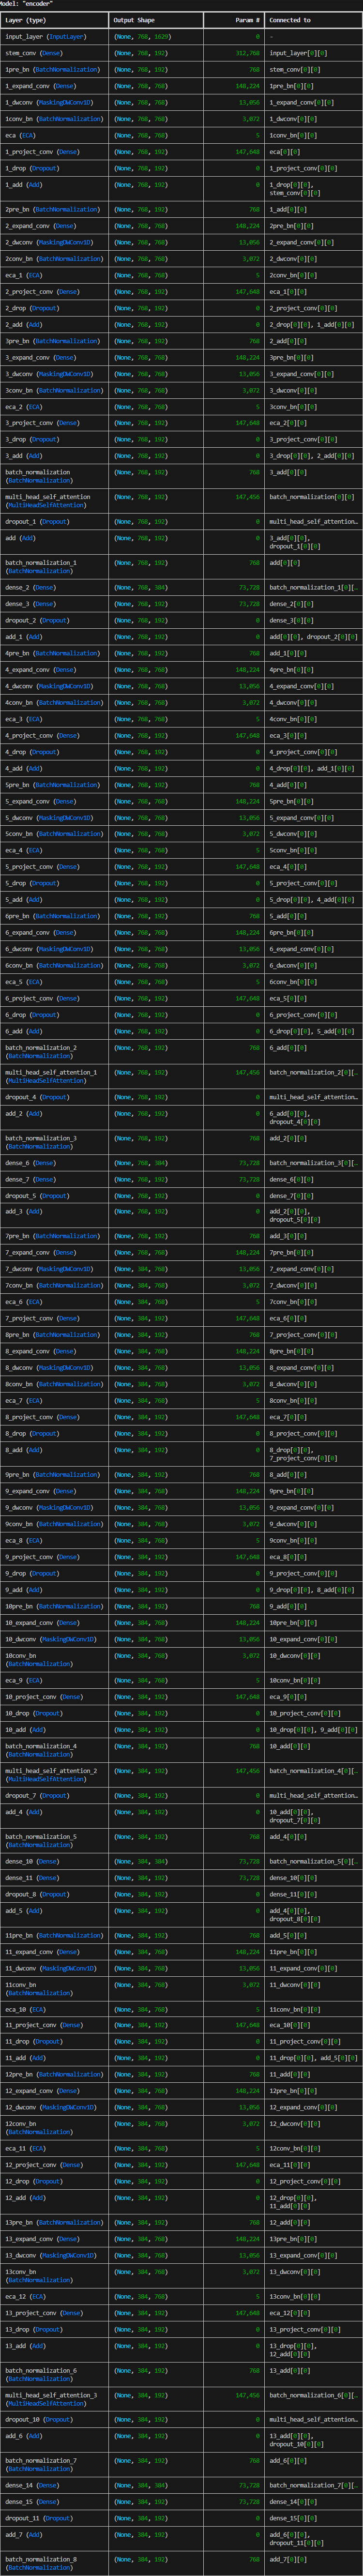 Model: "encoder"
Layer (type) Output Shape Param # Connected to
input_layer (InputLayer) (None, 768, 1629) 0 -
stem_conv (Dense) (None, 768, 192) 312,768 input_layer[0][0]
1pre_bn (BatchNormalization) (None, 768, 192) 768 stem_conv[0][0]
1_expand_conv (Dense) (None, 768, 768) 148,224 1pre_bn[0][0]
1_dwconv (MaskingDWConv1D) (None, 768, 768) 13,056 1_expand_conv[0][0]
1conv_bn (BatchNormalization) (None, 768, 768) 3,072 1_dwconv[0][0]
eca (ECA) (None, 768, 768) 5 1conv_bn[0][0]
1_project_conv (Dense) (None, 768, 192) 147,648 eca[0][0]
1_drop (Dropout) (None, 768, 192) 0 1_project_conv[0][0]
1_add (Add) (None, 768, 192) 0 1_drop[0][0],
stem_conv[0][0]
2pre_bn (BatchNormalization) (None, 768, 192) 768 1_add[0][0]
2_expand_conv (Dense) (None, 768, 768) 148,224 2pre_bn[0][0]
2_dwconv (MaskingDWConv1D) (None, 768, 768) 13,056 2_expand_conv[0][0]
2conv_bn (BatchNormalization) (None, 768, 768) 3,072 2_dwconv[0][0]
eca_1 (ECA) (None, 768, 768) 5 2conv_bn[0][0]
2_project_conv (Dense) (None, 768, 192) 147,648 eca_1[0][0]
2_drop (Dropout) (None, 768, 192) 0 2_project_conv[0][0]
2_add (Add) (None, 768, 192) 0 2_drop[0][0], 1_add[0][0]
3pre_bn (BatchNormalization) (None, 768, 192) 768 2_add[0][0]
3_expand_conv (Dense) (None, 768, 768) 148,224 3pre_bn[0][0]
3_dwconv (MaskingDWConv1D) (None, 768, 768) 13,056 3_expand_conv[0][0]
3conv_bn (BatchNormalization) (None, 768, 768) 3,072 3_dwconv[0][0]
eca_2 (ECA) (None, 768, 768) 5 3conv_bn[0][0]
3_project_conv (Dense) (None, 768, 192) 147,648 eca_2[0][0]
3_drop (Dropout) (None, 768, 192) 0 3_project_conv[0][0]
3_add (Add) (None, 768, 192) 0 3_drop[0][0], 2_add[0][0]
batch_normalization (None, 768, 192) 768 3_add[0][0]
(BatchNormalization)
multi_head_self_attention (None, 768, 192) 147,456 batch_normalization[0][0]
(MultiHeadSelfAttention)
dropout_1 (Dropout) (None, 768, 192) 0 multi_head_self_attention…
add (Add) (None, 768, 192) 0 3_add[0][0],
dropout_1[0][0]
batch_normalization_1 (None, 768, 192) 768 add[0][0]
(BatchNormalization)
dense_2 (Dense) (None, 768, 384) 73,728 batch_normalization_1[0][…
dense_3 (Dense) (None, 768, 192) 73,728 dense_2[0][0]
dropout_2 (Dropout) (None, 768, 192) 0 dense_3[0][0]
add_1 (Add) (None, 768, 192) 0 add[0][0], dropout_2[0][0]
4pre_bn (BatchNormalization) (None, 768, 192) 768 add_1[0][0]
4_expand_conv (Dense) (None, 768, 768) 148,224 4pre_bn[0][0]
4_dwconv (MaskingDWConv1D) (None, 768, 768) 13,056 4_expand_conv[0][0]
4conv_bn (BatchNormalization) (None, 768, 768) 3,072 4_dwconv[0][0]
eca_3 (ECA) (None, 768, 768) 5 4conv_bn[0][0]
4_project_conv (Dense) (None, 768, 192) 147,648 eca_3[0][0]
4_drop (Dropout) (None, 768, 192) 0 4_project_conv[0][0]
4_add (Add) (None, 768, 192) 0 4_drop[0][0], add_1[0][0]
5pre_bn (BatchNormalization) (None, 768, 192) 768 4_add[0][0]
5_expand_conv (Dense) (None, 768, 768) 148,224 5pre_bn[0][0]
5_dwconv (MaskingDWConv1D) (None, 768, 768) 13,056 5_expand_conv[0][0]
5conv_bn (BatchNormalization) (None, 768, 768) 3,072 5_dwconv[0][0]
eca_4 (ECA) (None, 768, 768) 5 5conv_bn[0][0]
5_project_conv (Dense) (None, 768, 192) 147,648 eca_4[0][0]
5_drop (Dropout) (None, 768, 192) 0 5_project_conv[0][0]
5_add (Add) (None, 768, 192) 0 5_drop[0][0], 4_add[0][0]
6pre_bn (BatchNormalization) (None, 768, 192) 768 5_add[0][0]
6_expand_conv (Dense) (None, 768, 768) 148,224 6pre_bn[0][0]
6_dwconv (MaskingDWConv1D) (None, 768, 768) 13,056 6_expand_conv[0][0]
6conv_bn (BatchNormalization) (None, 768, 768) 3,072 6_dwconv[0][0]
eca_5 (ECA) (None, 768, 768) 5 6conv_bn[0][0]
6_project_conv (Dense) (None, 768, 192) 147,648 eca_5[0][0]
6_drop (Dropout) (None, 768, 192) 0 6_project_conv[0][0]
6_add (Add) (None, 768, 192) 0 6_drop[0][0], 5_add[0][0]
batch_normalization_2 (None, 768, 192) 768 6_add[0][0]
(BatchNormalization)
multi_head_self_attention_1 (None, 768, 192) 147,456 batch_normalization_2[0][…
(MultiHeadSelfAttention)
dropout_4 (Dropout) (None, 768, 192) 0 multi_head_self_attention…
add_2 (Add) (None, 768, 192) 0 6_add[0][0],
dropout_4[0][0]
batch_normalization_3 (None, 768, 192) 768 add_2[0][0]
(BatchNormalization)
dense_6 (Dense) (None, 768, 384) 73,728 batch_normalization_3[0][…
dense_7 (Dense) (None, 768, 192) 73,728 dense_6[0][0]
dropout_5 (Dropout) (None, 768, 192) 0 dense_7[0][0]
add_3 (Add) (None, 768, 192) 0 add_2[0][0],
dropout_5[0][0]
7pre_bn (BatchNormalization) (None, 768, 192) 768 add_3[0][0]
7_expand_conv (Dense) (None, 768, 768) 148,224 7pre_bn[0][0]
7_dwconv (MaskingDWConv1D) (None, 384, 768) 13,056 7_expand_conv[0][0]
7conv_bn (BatchNormalization) (None, 384, 768) 3,072 7_dwconv[0][0]
eca_6 (ECA) (None, 384, 768) 5 7conv_bn[0][0]
7_project_conv (Dense) (None, 384, 192) 147,648 eca_6[0][0]
8pre_bn (BatchNormalization) (None, 384, 192) 768 7_project_conv[0][0]
8_expand_conv (Dense) (None, 384, 768) 148,224 8pre_bn[0][0]
8_dwconv (MaskingDWConv1D) (None, 384, 768) 13,056 8_expand_conv[0][0]
8conv_bn (BatchNormalization) (None, 384, 768) 3,072 8_dwconv[0][0]
eca_7 (ECA) (None, 384, 768) 5 8conv_bn[0][0]
8_project_conv (Dense) (None, 384, 192) 147,648 eca_7[0][0]
8_drop (Dropout) (None, 384, 192) 0 8_project_conv[0][0]
8_add (Add) (None, 384, 192) 0 8_drop[0][0],
7_project_conv[0][0]
9pre_bn (BatchNormalization) (None, 384, 192) 768 8_add[0][0]
9_expand_conv (Dense) (None, 384, 768) 148,224 9pre_bn[0][0]
9_dwconv (MaskingDWConv1D) (None, 384, 768) 13,056 9_expand_conv[0][0]
9conv_bn (BatchNormalization) (None, 384, 768) 3,072 9_dwconv[0][0]
eca_8 (ECA) (None, 384, 768) 5 9conv_bn[0][0]
9_project_conv (Dense) (None, 384, 192) 147,648 eca_8[0][0]
9_drop (Dropout) (None, 384, 192) 0 9_project_conv[0][0]
9_add (Add) (None, 384, 192) 0 9_drop[0][0], 8_add[0][0]
10pre_bn (BatchNormalization) (None, 384, 192) 768 9_add[0][0]
10_expand_conv (Dense) (None, 384, 768) 148,224 10pre_bn[0][0]
10_dwconv (MaskingDWConv1D) (None, 384, 768) 13,056 10_expand_conv[0][0]
10conv_bn (None, 384, 768) 3,072 10_dwconv[0][0]
(BatchNormalization)
eca_9 (ECA) (None, 384, 768) 5 10conv_bn[0][0]
10_project_conv (Dense) (None, 384, 192) 147,648 eca_9[0][0]
10_drop (Dropout) (None, 384, 192) 0 10_project_conv[0][0]
10_add (Add) (None, 384, 192) 0 10_drop[0][0], 9_add[0][0]
batch_normalization_4 (None, 384, 192) 768 10_add[0][0]
(BatchNormalization)
multi_head_self_attention_2 (None, 384, 192) 147,456 batch_normalization_4[0][…
(MultiHeadSelfAttention)
dropout_7 (Dropout) (None, 384, 192) 0 multi_head_self_attention…
add_4 (Add) (None, 384, 192) 0 10_add[0][0],
dropout_7[0][0]
batch_normalization_5 (None, 384, 192) 768 add_4[0][0]
(BatchNormalization)
dense_10 (Dense) (None, 384, 384) 73,728 batch_normalization_5[0][…
dense_11 (Dense) (None, 384, 192) 73,728 dense_10[0][0]
dropout_8 (Dropout) (None, 384, 192) 0 dense_11[0][0]
add_5 (Add) (None, 384, 192) 0 add_4[0][0],
dropout_8[0][0]
11pre_bn (BatchNormalization) (None, 384, 192) 768 add_5[0][0]
11_expand_conv (Dense) (None, 384, 768) 148,224 11pre_bn[0][0]
11_dwconv (MaskingDWConv1D) (None, 384, 768) 13,056 11_expand_conv[0][0]
11conv_bn (None, 384, 768) 3,072 11_dwconv[0][0]
(BatchNormalization)
eca_10 (ECA) (None, 384, 768) 5 11conv_bn[0][0]
11_project_conv (Dense) (None, 384, 192) 147,648 eca_10[0][0]
11_drop (Dropout) (None, 384, 192) 0 11_project_conv[0][0]
11_add (Add) (None, 384, 192) 0 11_drop[0][0], add_5[0][0]
12pre_bn (BatchNormalization) (None, 384, 192) 768 11_add[0][0]
12_expand_conv (Dense) (None, 384, 768) 148,224 12pre_bn[0][0]
12_dwconv (MaskingDWConv1D) (None, 384, 768) 13,056 12_expand_conv[0][0]
12conv_bn (None, 384, 768) 3,072 12_dwconv[0][0]
(BatchNormalization)
eca_11 (ECA) (None, 384, 768) 5 12conv_bn[0][0]
12_project_conv (Dense) (None, 384, 192) 147,648 eca_11[0][0]
12_drop (Dropout) (None, 384, 192) 0 12_project_conv[0][0]
12_add (Add) (None, 384, 192) 0 12_drop[0][0],
11_add[0][0]
13pre_bn (BatchNormalization) (None, 384, 192) 768 12_add[0][0]
13_expand_conv (Dense) (None, 384, 768) 148,224 13pre_bn[0][0]
13_dwconv (MaskingDWConv1D) (None, 384, 768) 13,056 13_expand_conv[0][0]
13conv_bn (None, 384, 768) 3,072 13_dwconv[0][0]
(BatchNormalization)
eca_12 (ECA) (None, 384, 768) 5 13conv_bn[0][0]
13_project_conv (Dense) (None, 384, 192) 147,648 eca_12[0][0]
13_drop (Dropout) (None, 384, 192) 0 13_project_conv[0][0]
13_add (Add) (None, 384, 192) 0 13_drop[0][0],
12_add[0][0]
batch_normalization_6 (None, 384, 192) 768 13_add[0][0]
(BatchNormalization)
multi_head_self_attention_3 (None, 384, 192) 147,456 batch_normalization_6[0][…
(MultiHeadSelfAttention)
dropout_10 (Dropout) (None, 384, 192) 0 multi_head_self_attention…
add_6 (Add) (None, 384, 192) 0 13_add[0][0],
dropout_10[0][0]
batch_normalization_7 (None, 384, 192) 768 add_6[0][0]
(BatchNormalization)
dense_14 (Dense) (None, 384, 384) 73,728 batch_normalization_7[0][…
dense_15 (Dense) (None, 384, 192) 73,728 dense_14[0][0]
dropout_11 (Dropout) (None, 384, 192) 0 dense_15[0][0]
add_7 (Add) (None, 384, 192) 0 add_6[0][0],
dropout_11[0][0]
batch_normalization_8 (None, 384, 192) 768 add_7[0][0]
(BatchNormalization)